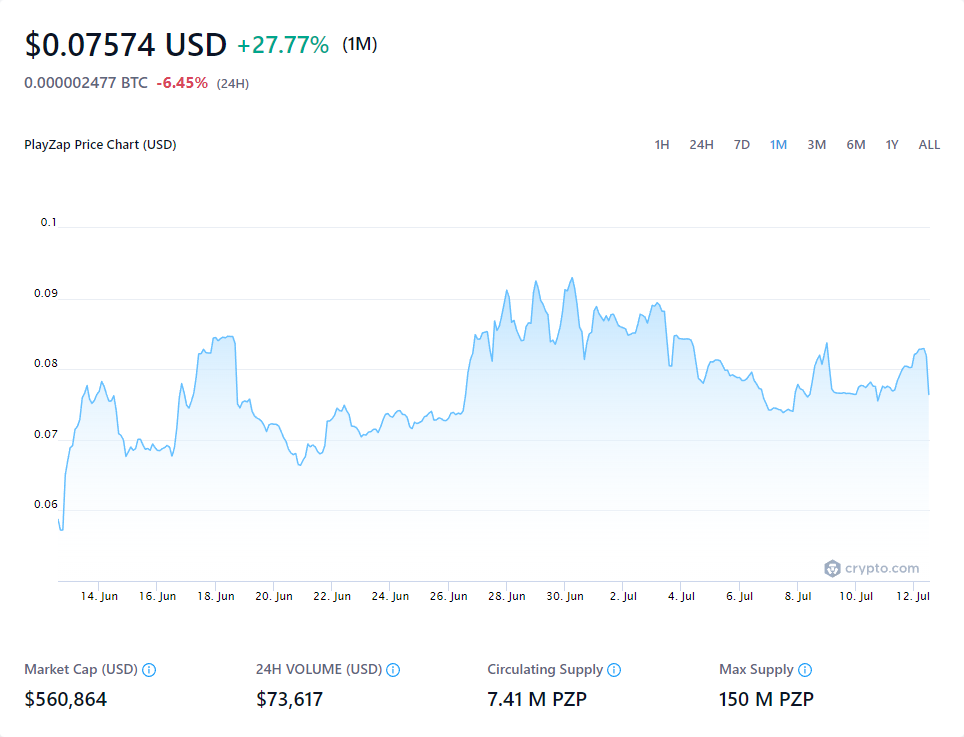 $0.07574 USD +27.77% (1M)
0.000002477 BTC -6.45% (24H)
PlayZap Price Chart (USD) 1H 24H 7D 1M 3M 6M 1Y ALL
0.1
0.09
0.08
0.07
0.06
crypto.com
14. Jun 16. Jun 18. Jun 20. Jun 22. Jun 24. Jun 26. Jun 28. Jun 30. Jun 2. Jul 4. Jul 6. Jul 8. Jul 10. Jul 12. Jul
Market Cap (USD) 24H VOLUME (USD) Circulating Supply Max Supply
$560,864 $73,617 7.41 M PZP 150 M PZP